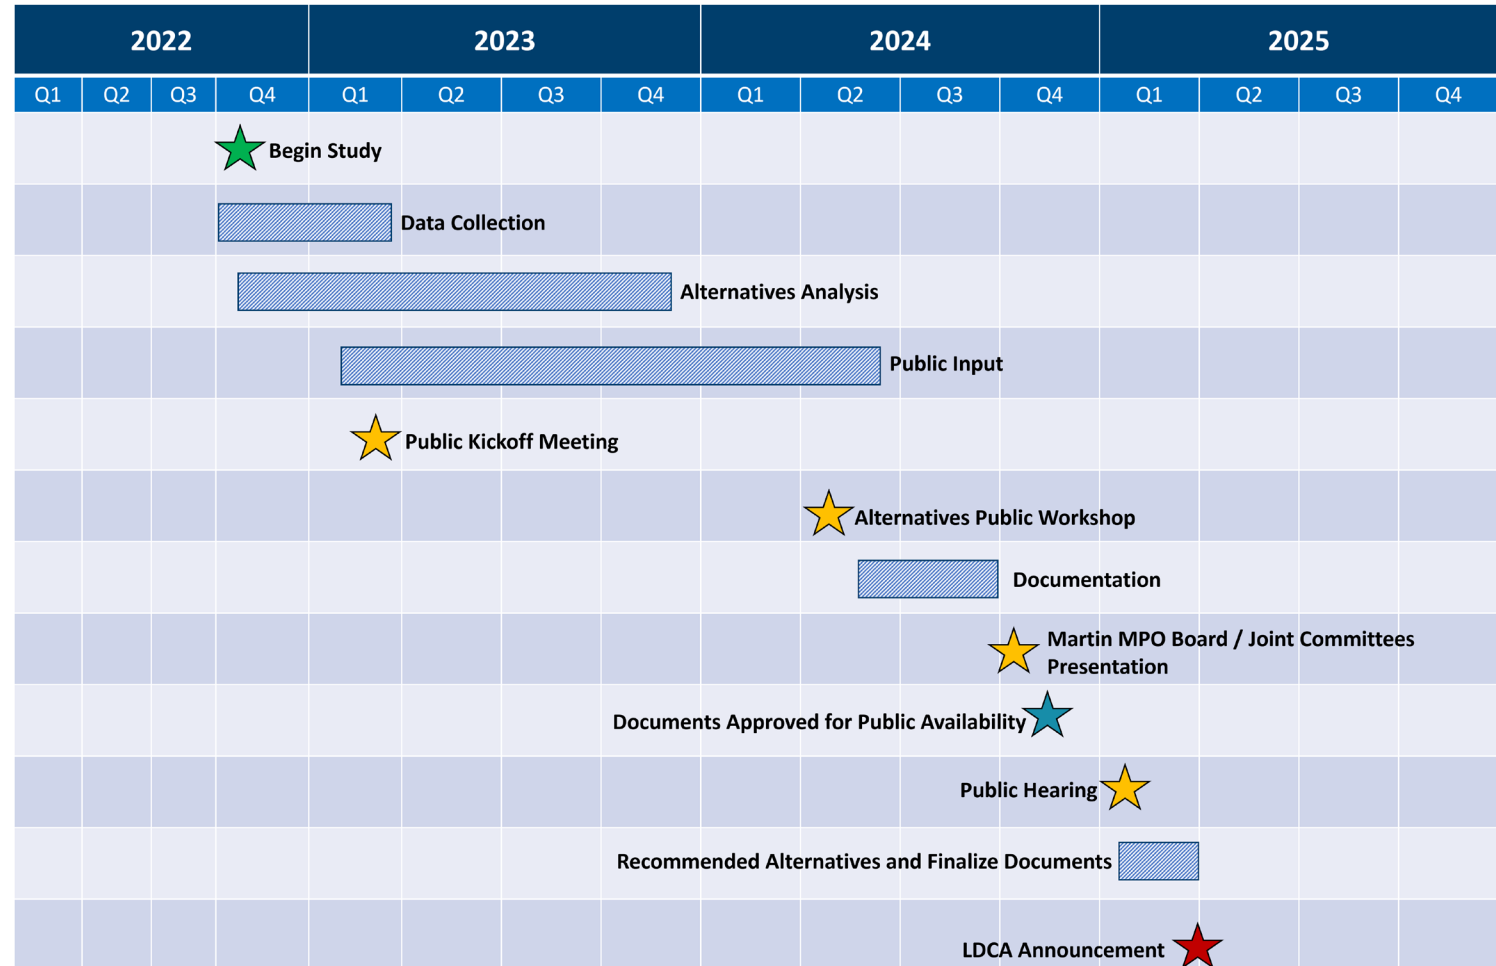 2022 2023 2024 2025
Q1 Q2 Q3 Q4 Q1 Q2 Q3 Q4 Q1 Q2 Q3 Q4 Q1 Q2 Q3 Q4
Begin Study
Data Collection
Alternatives Analysis
Public Input
Public Kickoff Meeting
Alternatives Public Workshop
Documentation
Martin MPO Board / Joint Committees
Presentation
Documents Approved for Public Availability
Public Hearing
Recommended Alternatives and Finalize Documents
LDCA Announcement